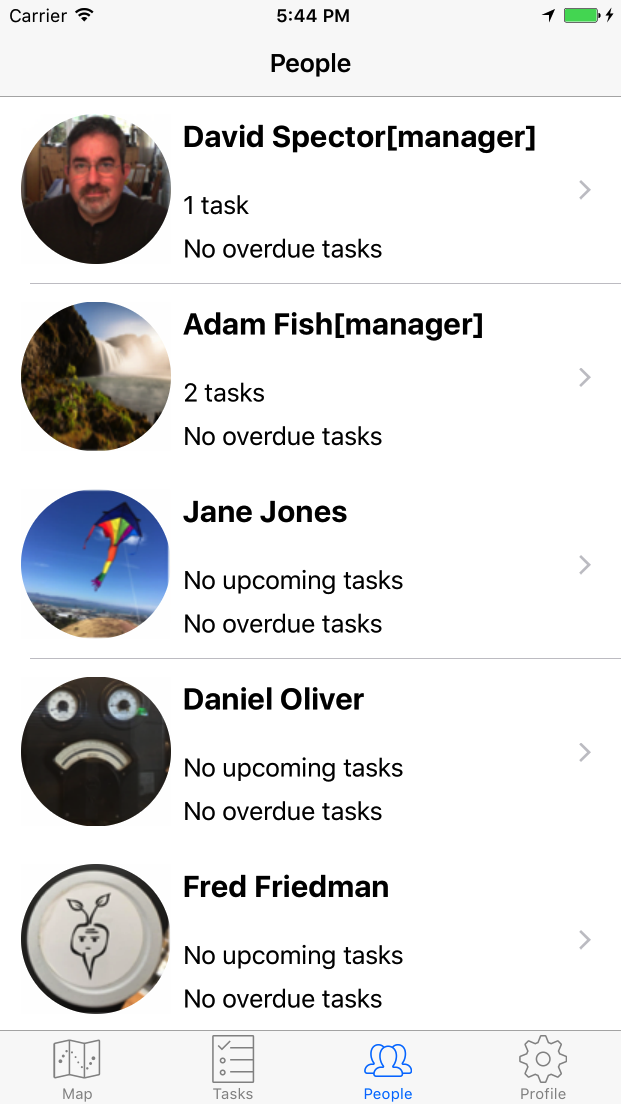 Carrier 5:44 PM
People
David Spector[manager]
1 task
No overdue tasks
Adam Fish[manager]
2 tasks
No overdue tasks
Jane Jones
No upcoming tasks
No overdue tasks
Daniel Oliver
No upcoming tasks
No overdue tasks
Fred Friedman
No upcoming tasks
No overdue tasks
Map Tasks People Profile